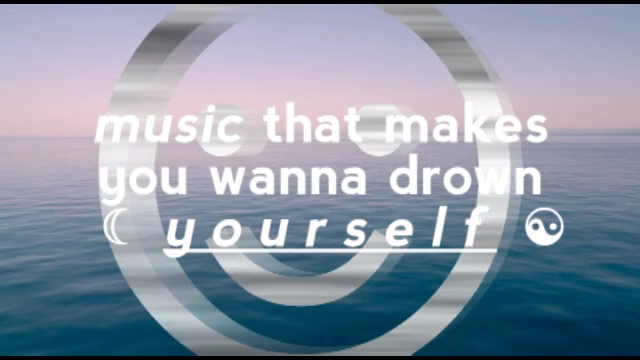 music that makes
you wanna drown
☾ yourself ☯